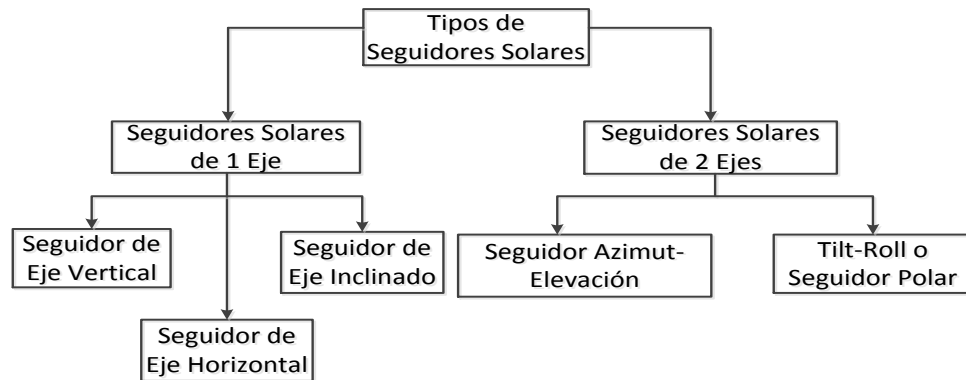 Tipos de
Seguidores Solares
Seguidores Solares
de 1 Eje
Seguidores Solares
de 2 Ejes
Seguidor de
Eje Vertical
Seguidor de
Eje Horizontal
Seguidor de
Eje Inclinado
Seguidor Azimut-
Elevación
Tilt-Roll o
Seguidor Polar